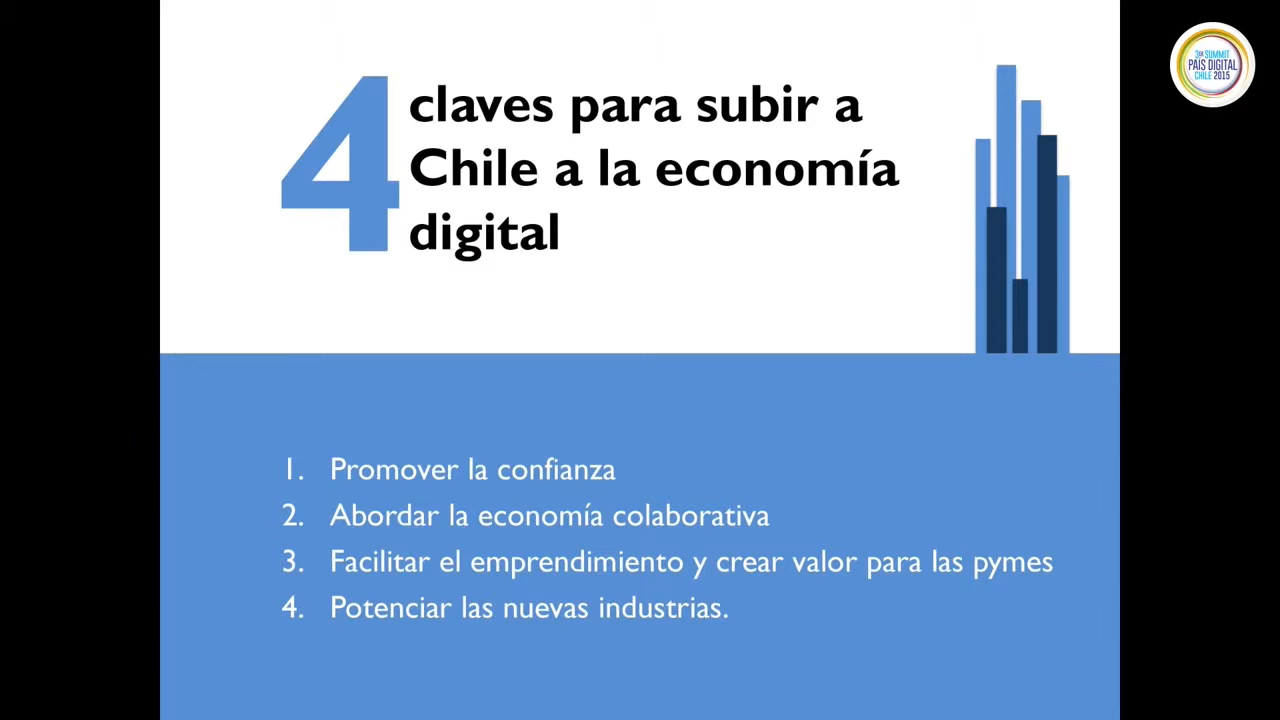 4
claves para subir a
Chile a la economía
digital
1. Promover la confianza
2. Abordar la economía colaborativa
3. Facilitar el emprendimiento y crear valor para las pymes
4. Potenciar las nuevas industrias.
3ER SUMMIT
PAÍS DIGITAL
CHILE 2015